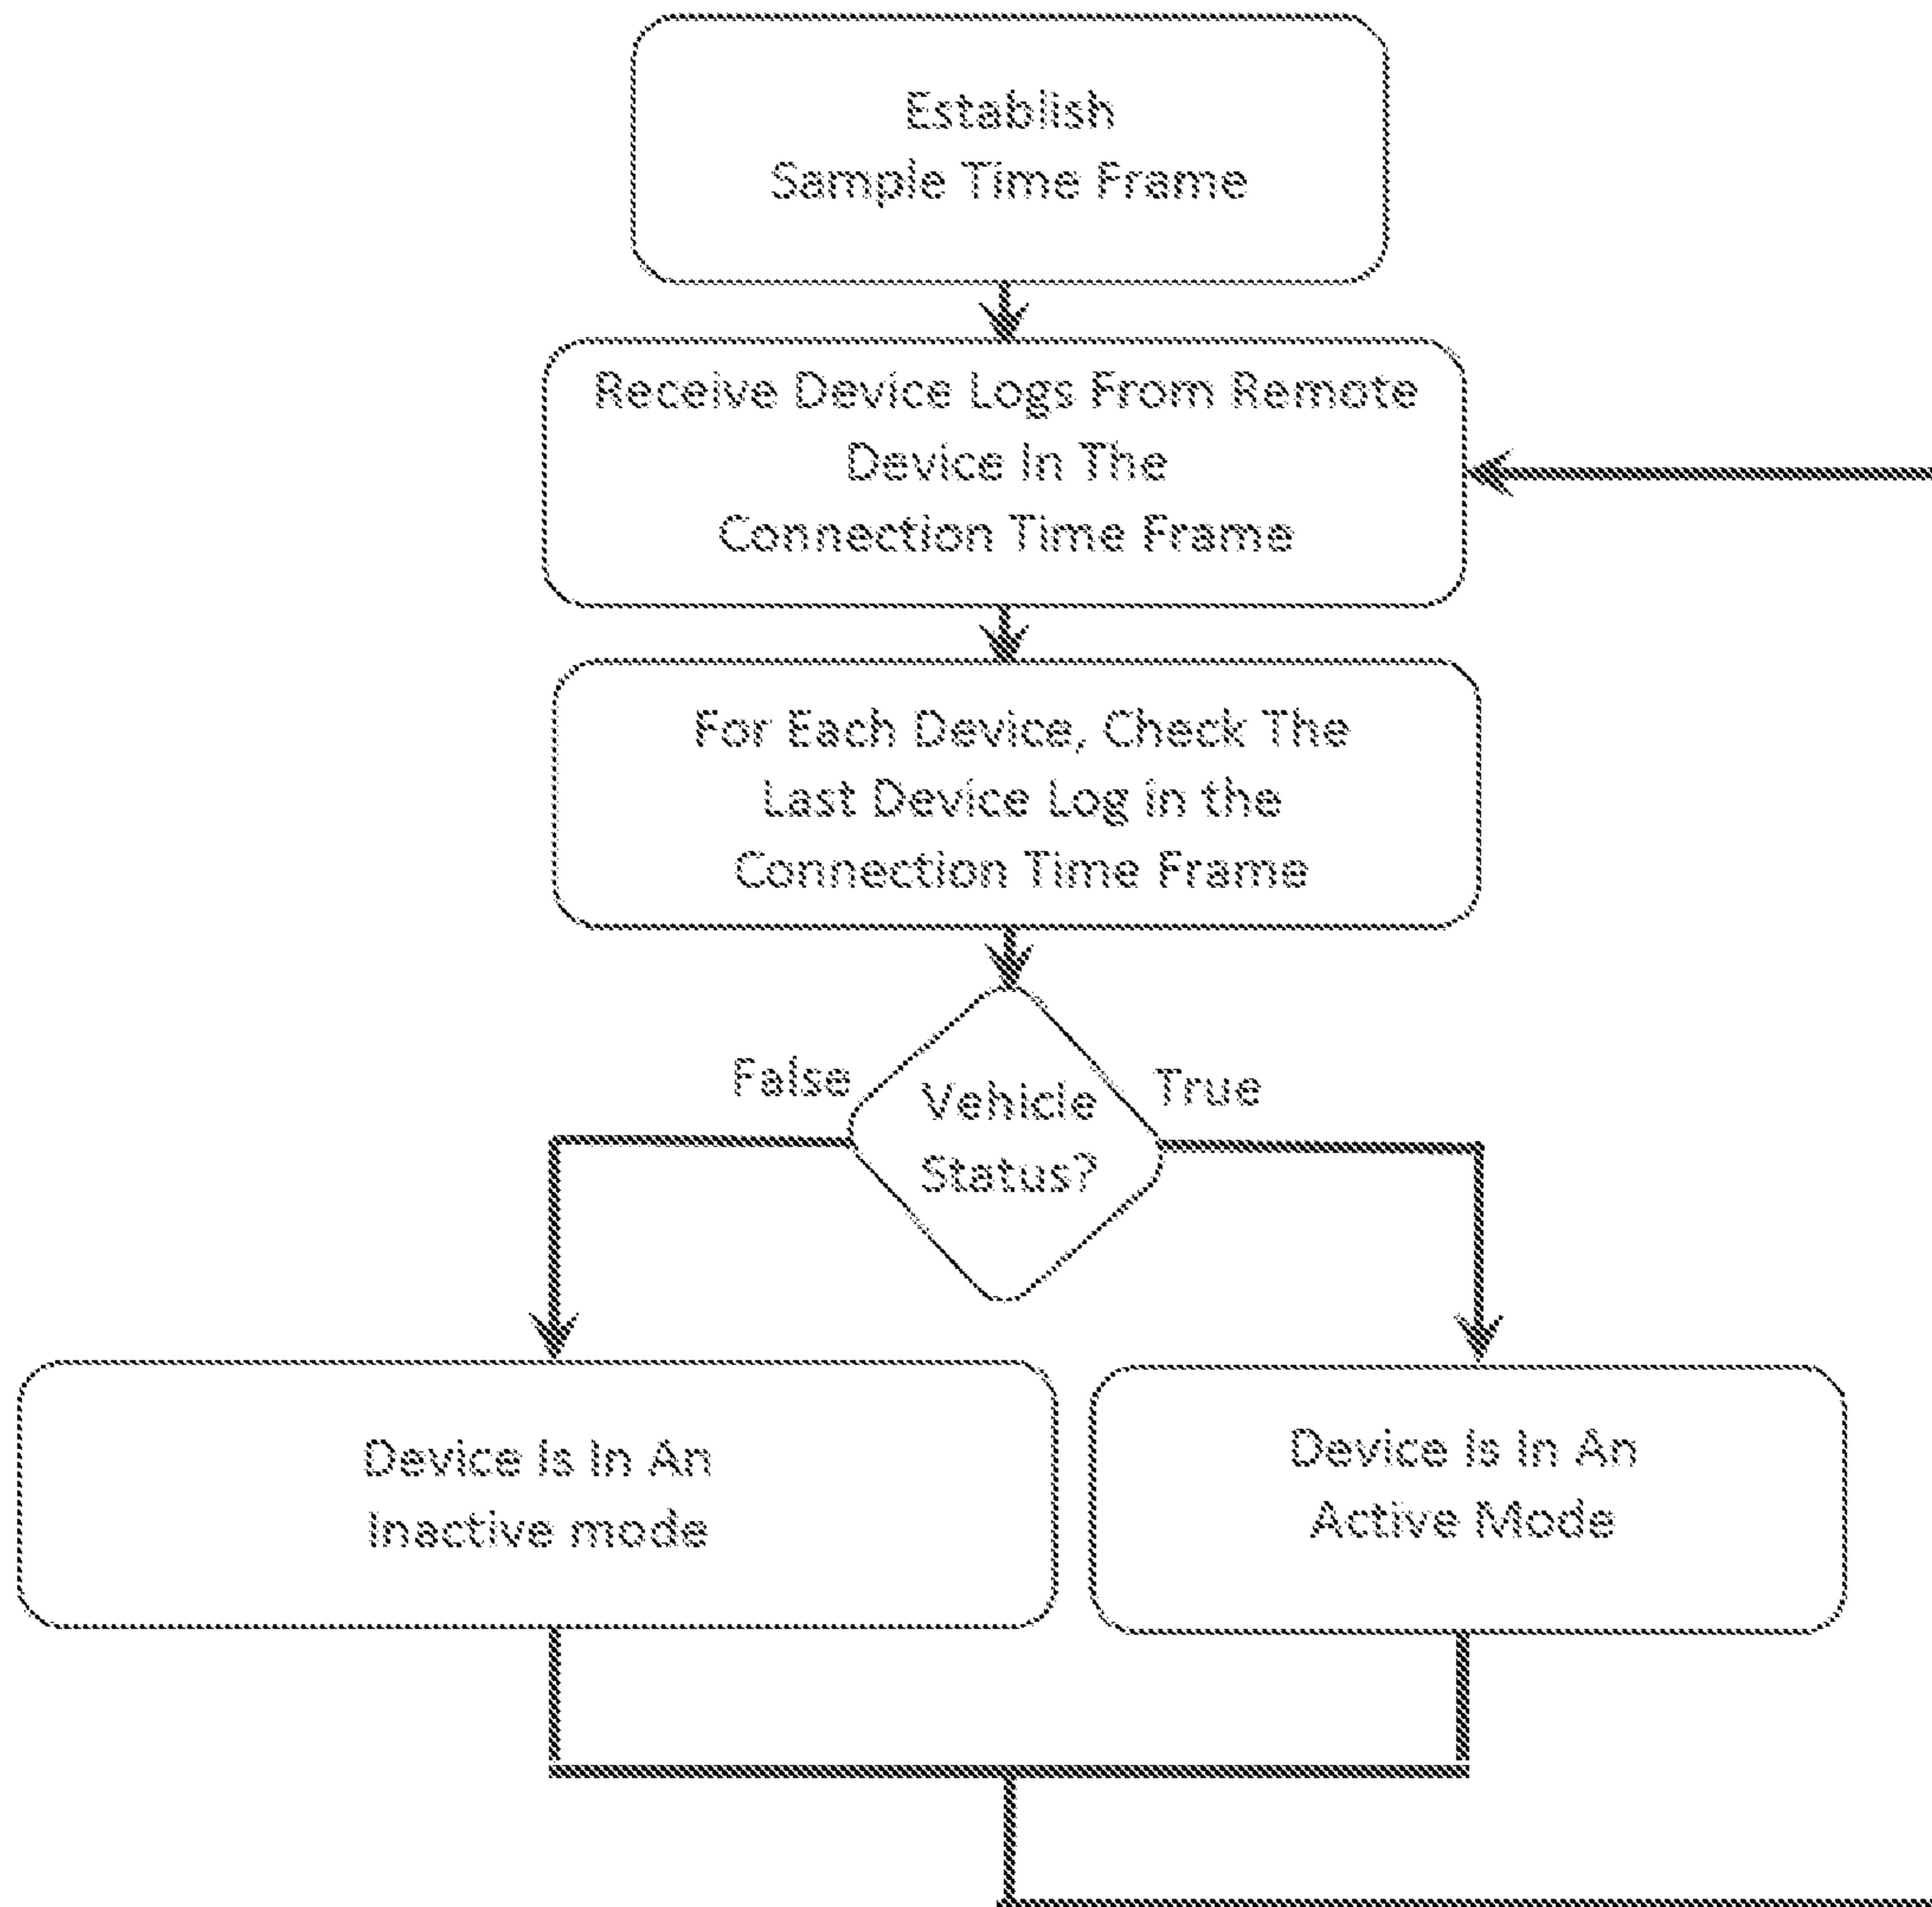 Establish
Sample Time Frame
Receive Device Logs From Remote
Device In The
Connection Time Frame
For Each Device, Check The
Last Device Log in the
Connection Time Frame
False
True
Vehicle
Status?
Device Is In An
Inactive mode
Device Is In An
Active Mode